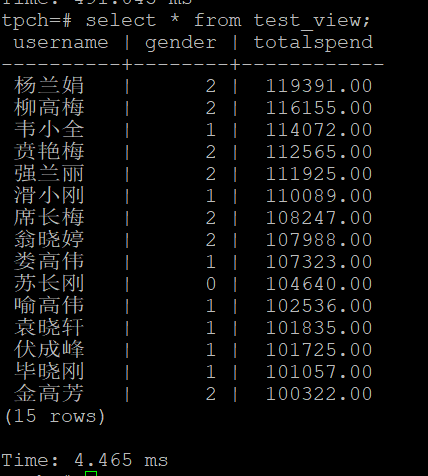 Time: 491.045 ms
tpch=# select * from test_view;
 username | gender | totalspend
----------+--------+------------
 杨兰娟   |      2 |  119391.00
 柳高梅   |      2 |  116155.00
 韦小全   |      1 |  114072.00
 贲艳梅   |      2 |  112565.00
 强兰丽   |      2 |  111925.00
 滑小刚   |      1 |  110089.00
 席长梅   |      2 |  108247.00
 翁晓婷   |      2 |  107988.00
 娄高伟   |      1 |  107323.00
 苏长刚   |      0 |  104640.00
 喻高伟   |      1 |  102536.00
 袁晓轩   |      1 |  101835.00
 伏成峰   |      1 |  101725.00
 毕晓刚   |      1 |  101057.00
 金高芳   |      2 |  100322.00
(15 rows)
Time: 4.465 ms